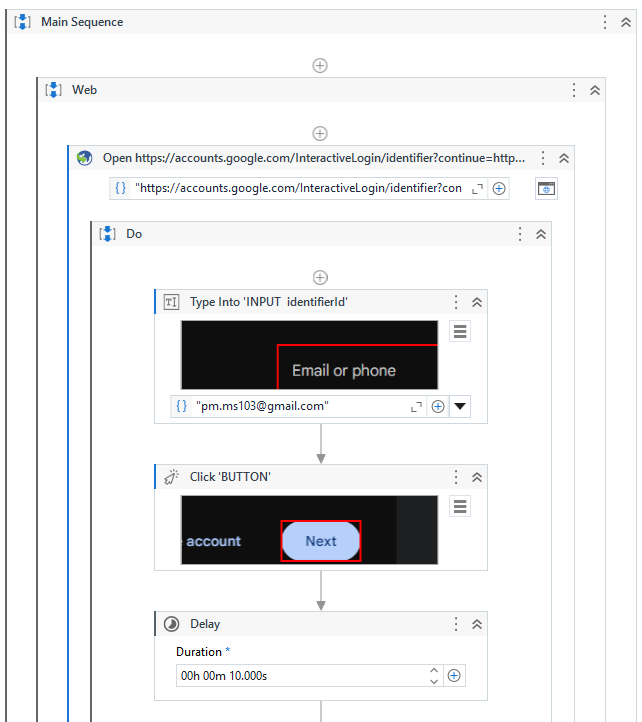 Main Sequence
Web
Open https://accounts.google.com/InteractiveLogin/identifier?continue=http...
{} "https://accounts.google.com/InteractiveLogin/identifier?con
Do
TI Type Into 'INPUT identifierId'
Email or phone
{} "pm.ms103@gmail.com"
Click 'BUTTON'
account Next
Delay
Duration *
00h 00m 10.000s